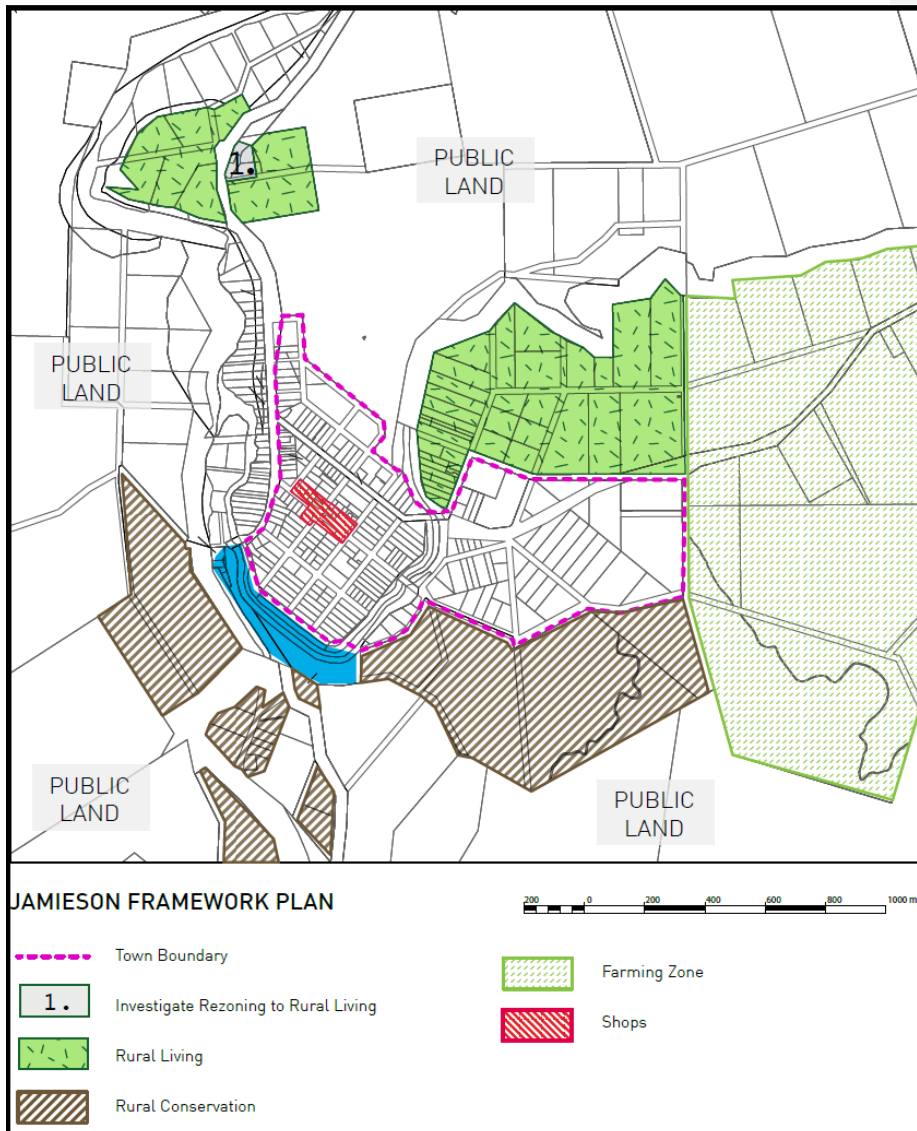 1.
PUBLIC
LAND
PUBLIC
LAND
PUBLIC
LAND
PUBLIC
LAND
JAMIESON FRAMEWORK PLAN
200 0 200 400 600 800 1000 m
Town Boundary
1. Investigate Rezoning to Rural Living
Rural Living
Rural Conservation
Farming Zone
Shops